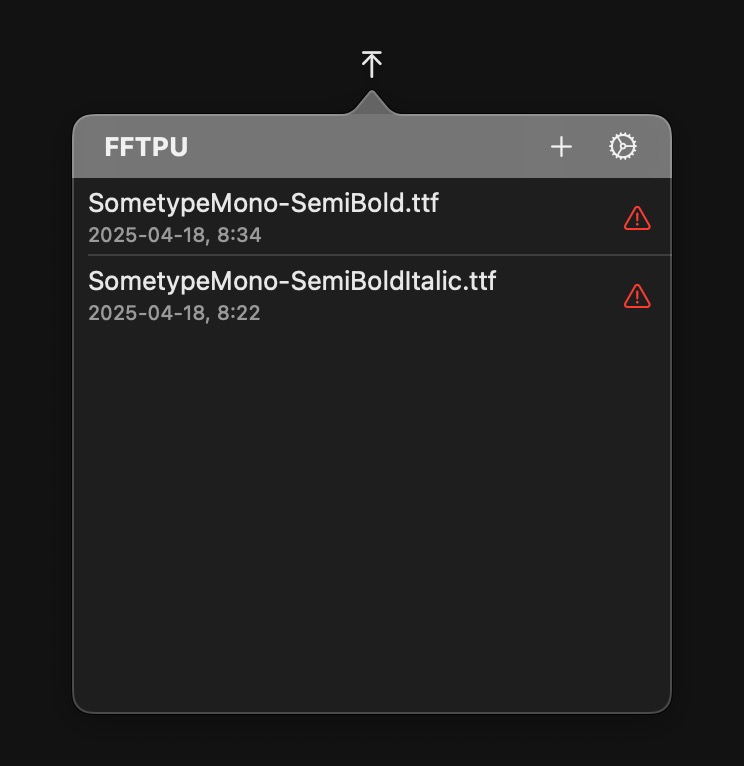 FFTPU
SometypeMono-SemiBold.ttf
2025-04-18, 8:34
SometypeMono-SemiBoldItalic.ttf
2025-04-18, 8:22